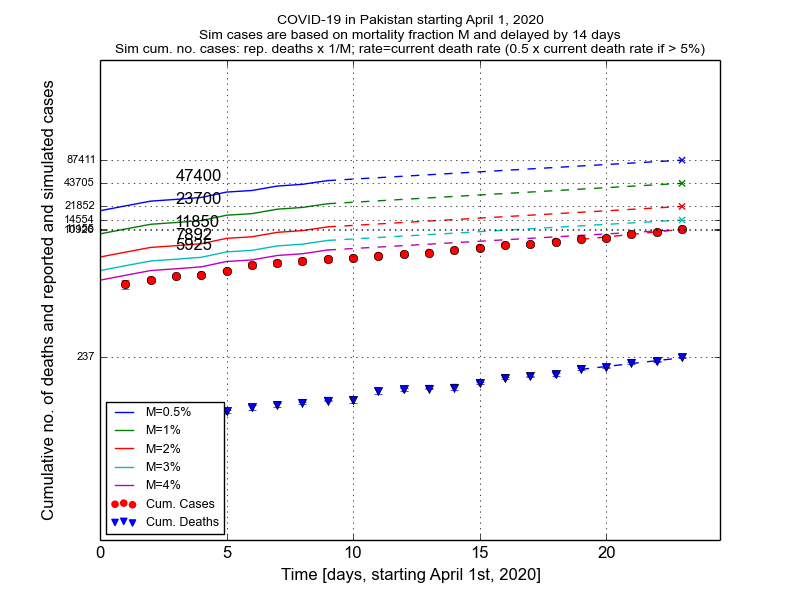 COVID-19 in Pakistan starting April 1, 2020
Sim cases are based on mortality fraction M and delayed by 14 days
Sim cum. no. cases: rep. deaths x 1/M; rate=current death rate (0.5 x current death rate if > 5%)
Cumulative no. of deaths and reported and simulated cases
87411
43705
21852
14554
237
47400
23700
11850
7892
5925
M=0.5%
M=1%
M=2%
M=3%
M=4%
Cum. Cases
Cum. Deaths
0 5 10 15 20
Time [days, starting April 1st, 2020]